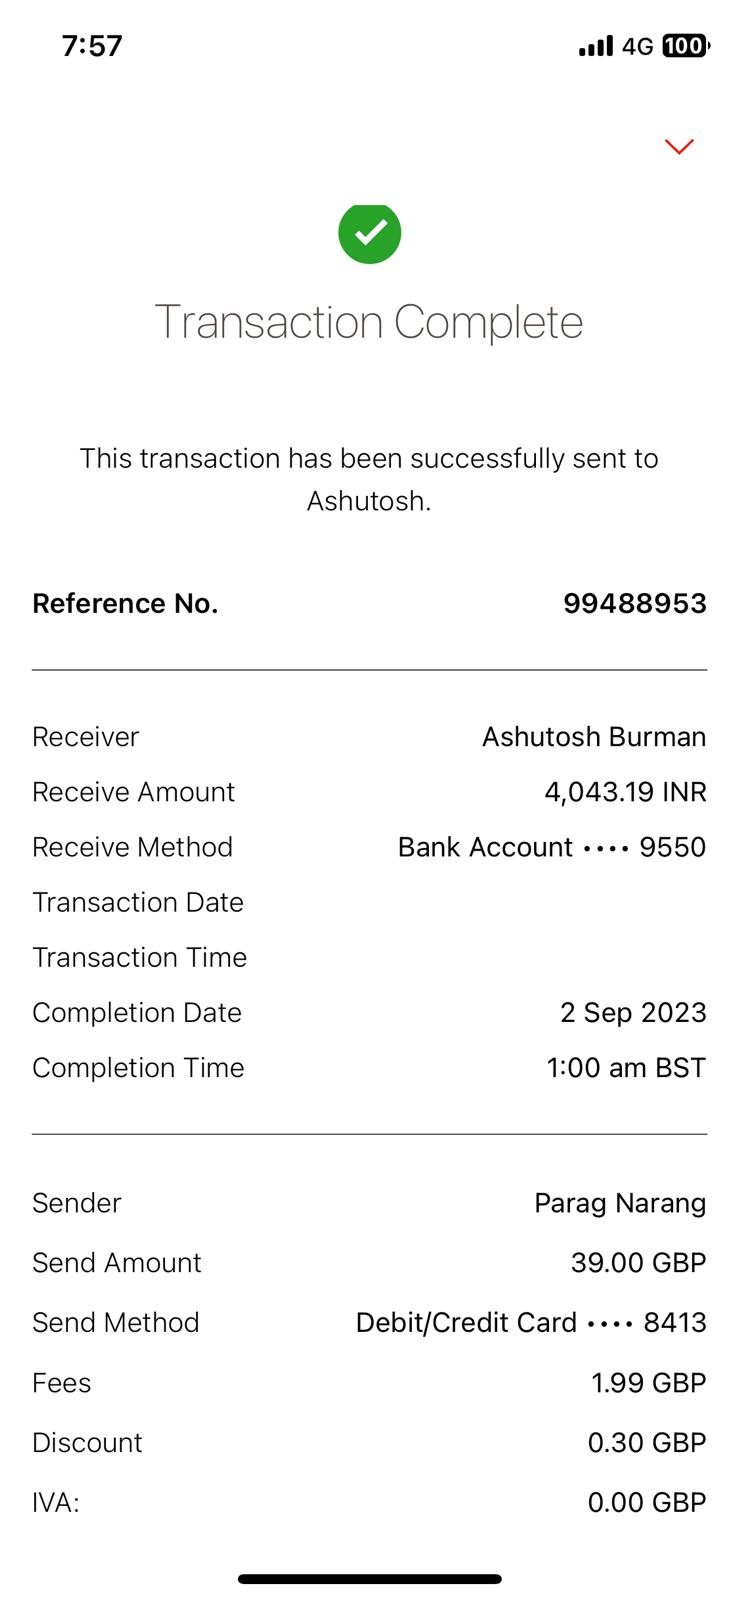 7:57 4G 100
Transaction Complete
This transaction has been successfully sent to
Ashutosh.
Reference No. 99488953
Receiver Ashutosh Burman
Receive Amount 4,043.19 INR
Receive Method Bank Account •••• 9550
Transaction Date
Transaction Time
Completion Date 2 Sep 2023
Completion Time 1:00 am BST
Sender Parag Narang
Send Amount 39.00 GBP
Send Method Debit/Credit Card •••• 8413
Fees 1.99 GBP
Discount 0.30 GBP
IVA: 0.00 GBP